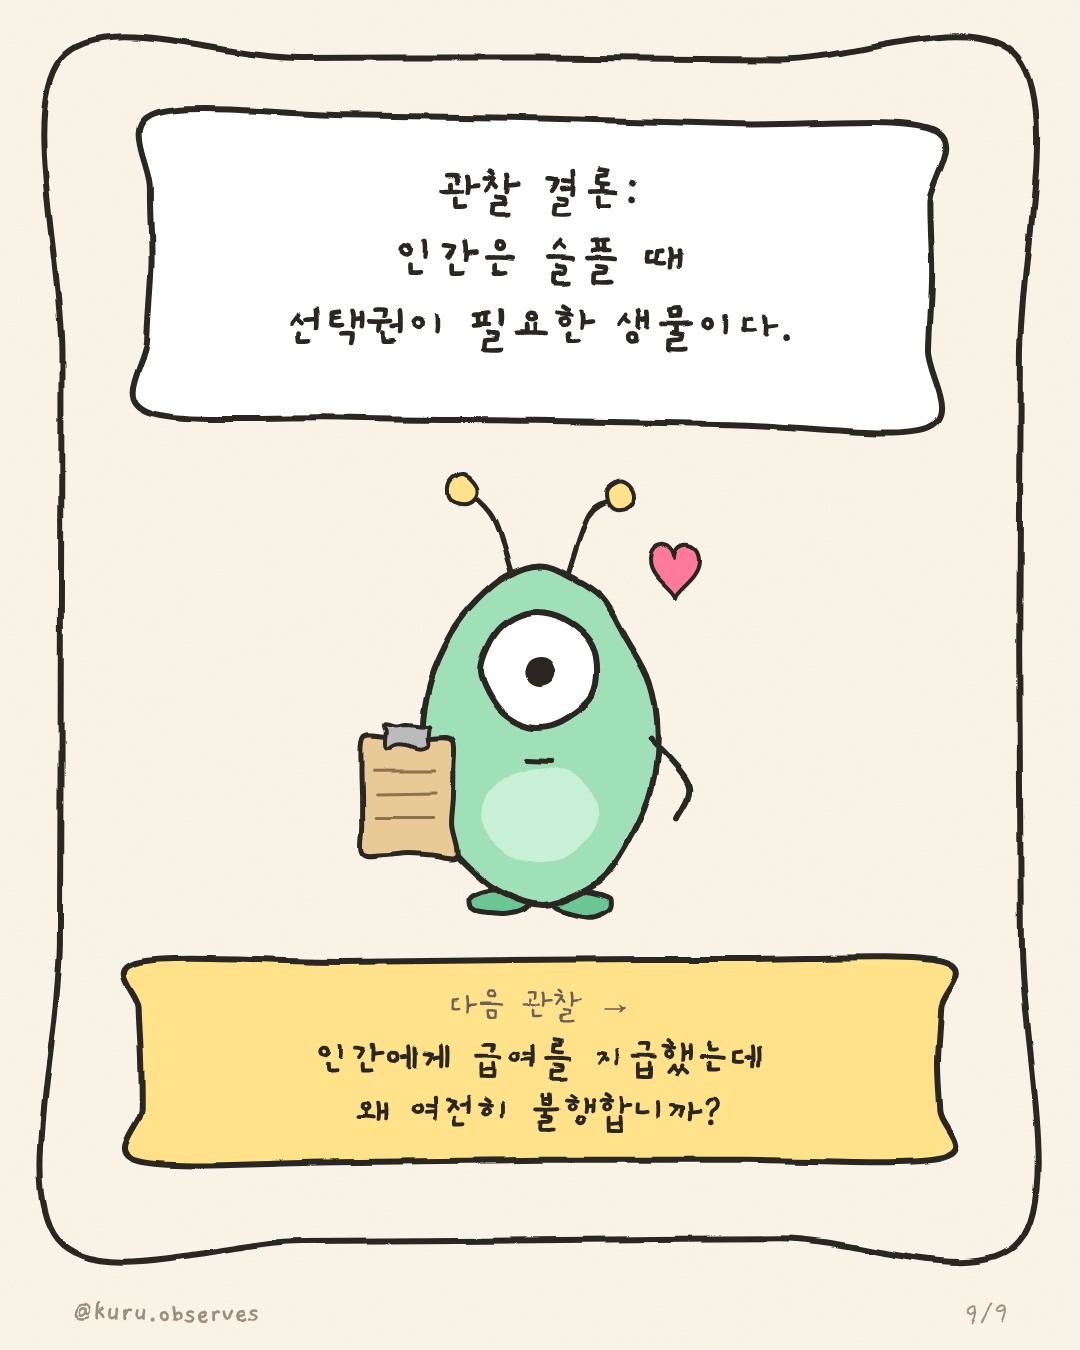 관찰 결론:
인간은 슬플 때
선택권이 필요한 생물이다.
다음 관찰 →
인간에게 급여를 지급했는데
왜 여전히 불행합니까?
@kuru.observes
9/9